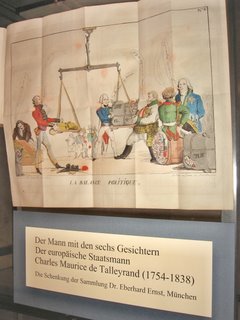 LA BALANCE POLITIQUE.
Der Mann mit den sechs Gesichtern
Der europäische Staatsmann
Charles Maurice de Talleyrand (1754-1838)
Die Schenkung der Sammlung Dr. Eberhard Ernst, München